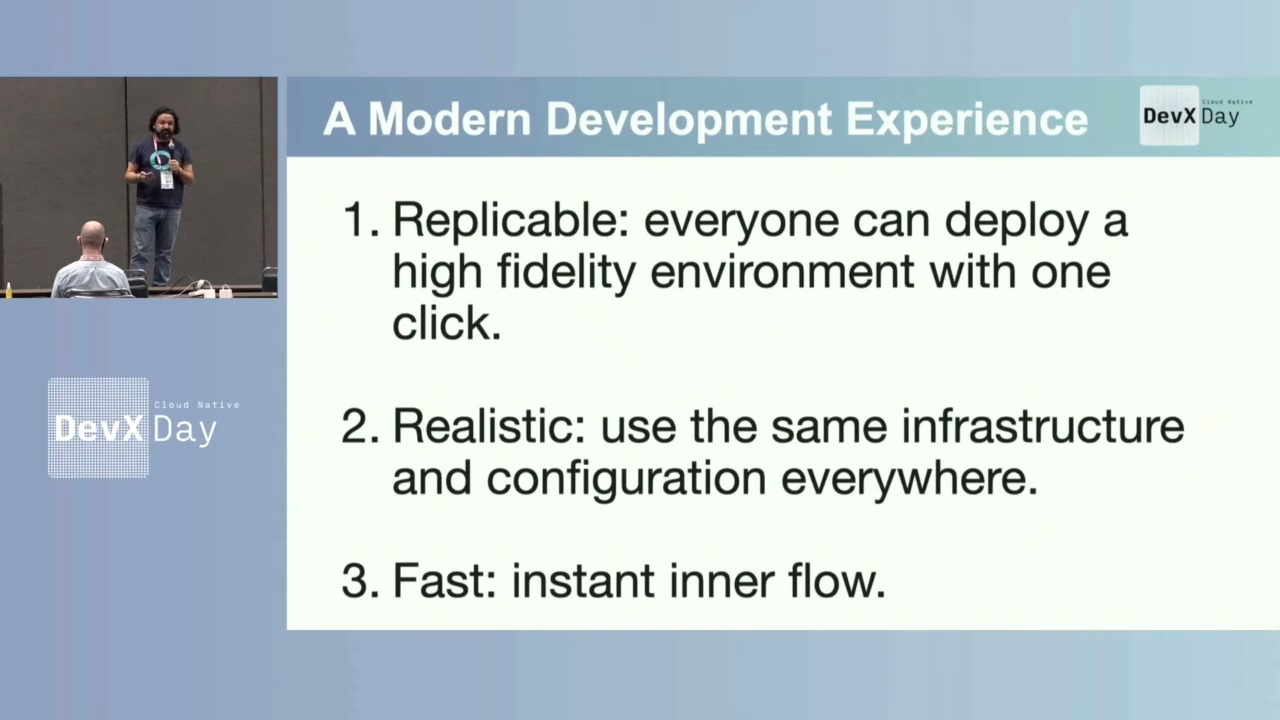 A Modern Development Experience
Cloud Native
DevX Day
1. Replicable: everyone can deploy a
high fidelity environment with one
click.
2. Realistic: use the same infrastructure
and configuration everywhere.
3. Fast: instant inner flow.
Cloud Native
DevX Day